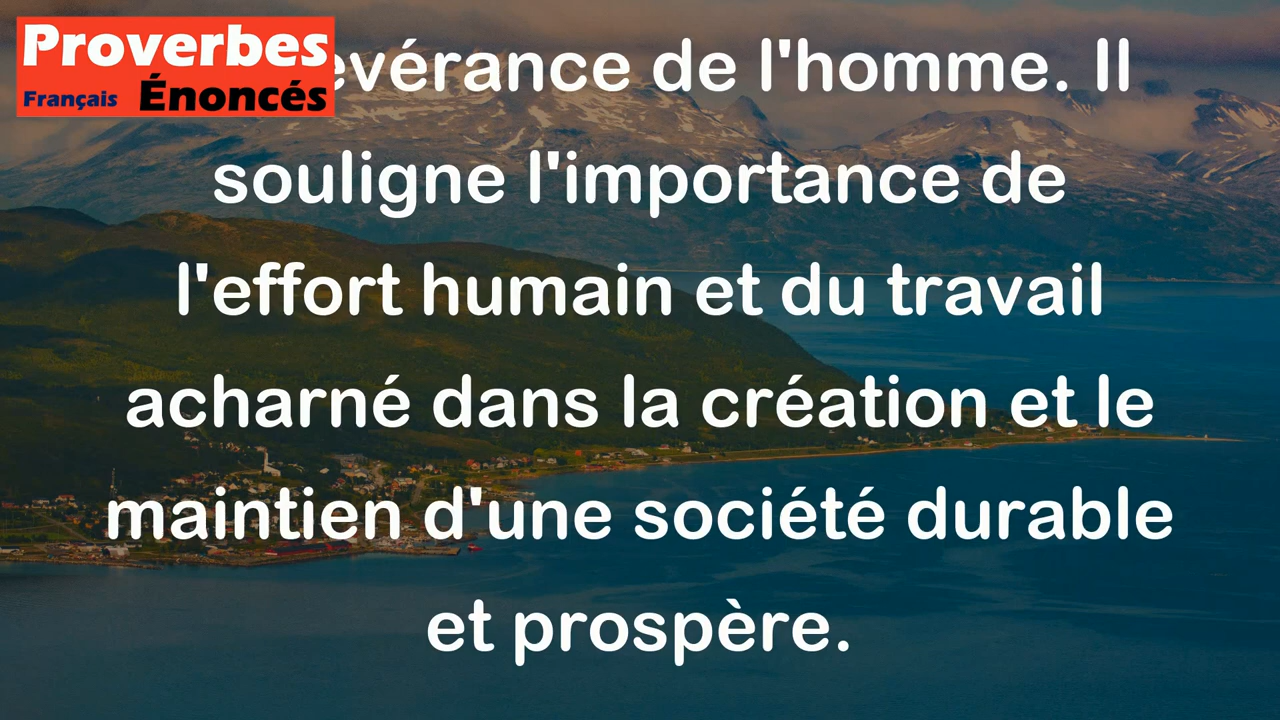 Proverbes
Français Énoncés
evérance de l'homme. Il
souligne l'importance de
l'effort humain et du travail
acharné dans la création et le
maintien d'une société durable
et prospère.